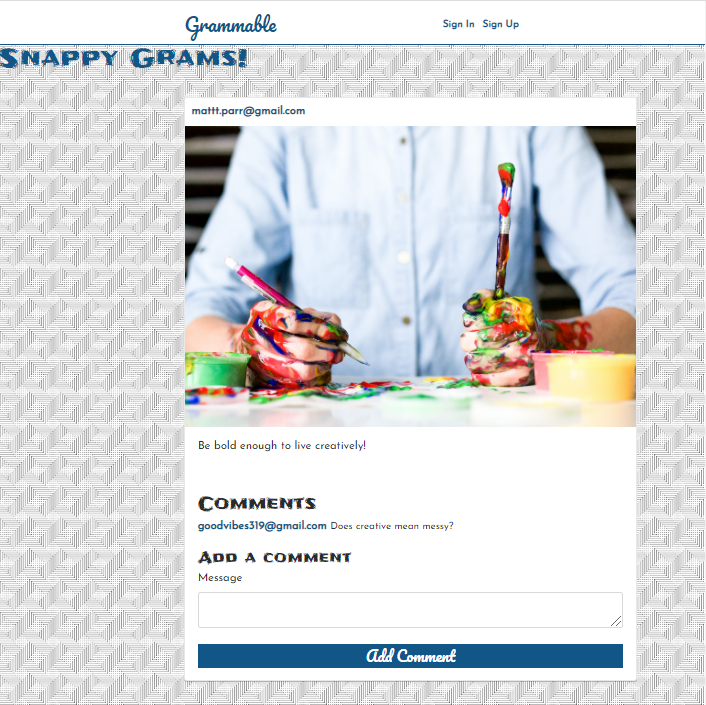 Grammable
Sign In Sign Up
Snappy Grams!
mattt.parr@gmail.com
Be bold enough to live creatively!
Comments
goodvibes319@gmail.com Does creative mean messy?
Add a comment
Message
Add Comment